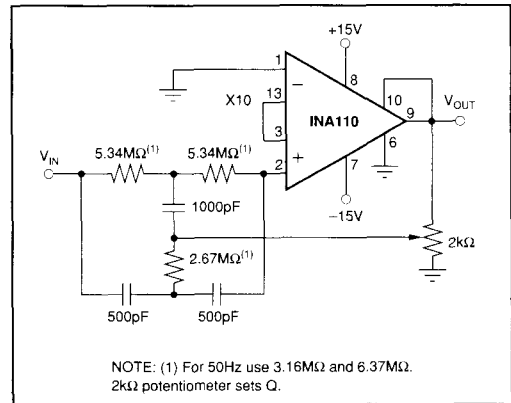 +15V
1
8
13
10
X10
INA110
9
V_OUT
3
6
V_IN
5.34MΩ(1)
5.34MΩ(1)
2
7
1000pF
–15V
2kΩ
2.67MΩ(1)
500pF
500pF
NOTE: (1) For 50Hz use 3.16MΩ and 6.37MΩ.
2kΩ potentiometer sets Q.